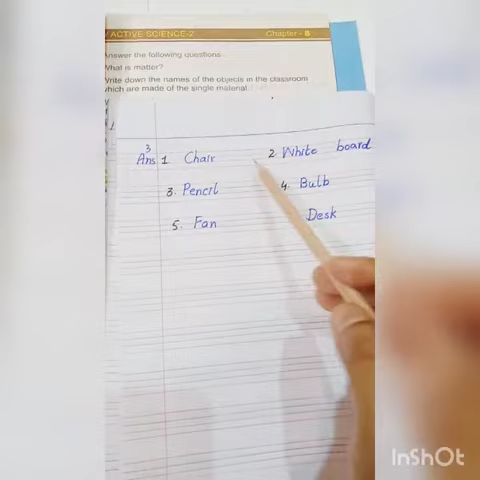 ACTIVE SCIENCE-2 Chapter - 8
Answer the following questions
What is matter?
Write down the names of the objects in the classroom
which are made of the single material.
3
Ans 1 Chair 2. White board
3. Pencil 4. Bulb
5. Fan Desk
InShOt